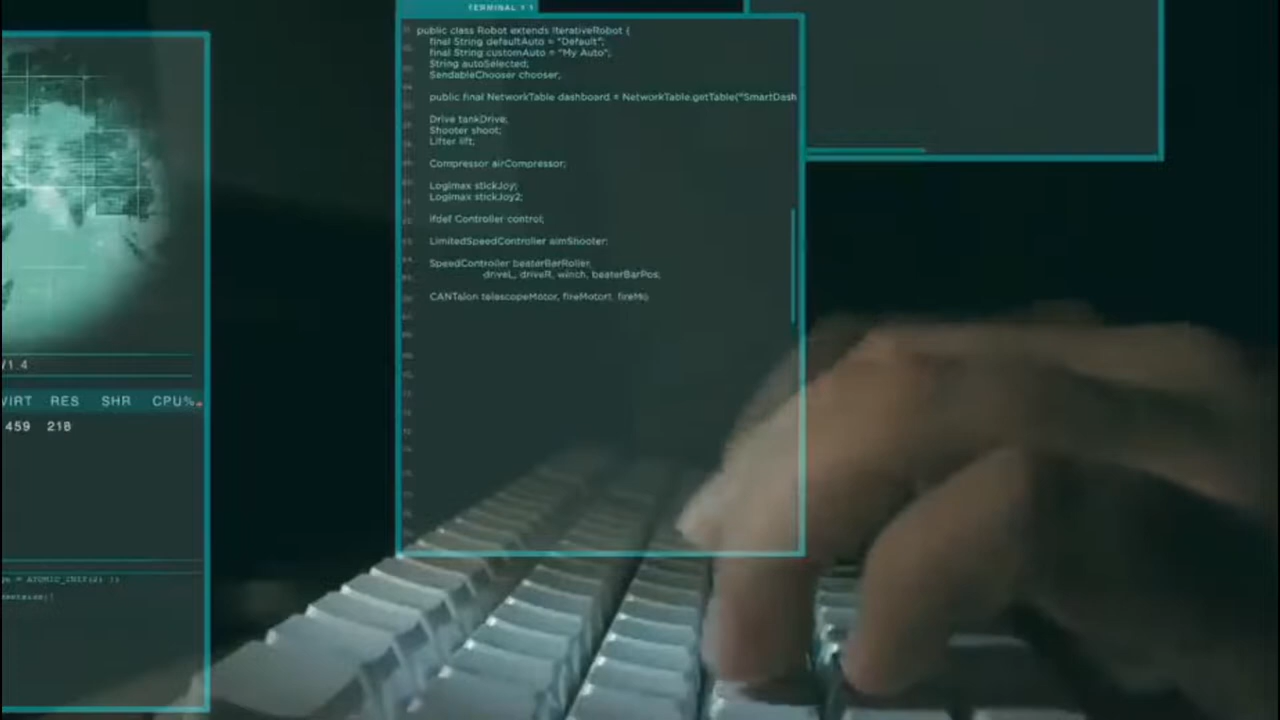 TERMINAL V 1
public class Robot extends IterativeRobot {
final String defaultAuto = "Default";
final String customAuto = "My Auto";
String autoSelected;
SendableChooser chooser;
public final NetworkTable dashboard = NetworkTable.getTable("SmartDash
Drive tankDrive;
Shooter shoot;
Lifter lift;
Compressor airCompressor;
Logimax stickJoy;
Logimax stickJoy2;
ifdef Controller control;
LimitedSpeedController aimShooter;
SpeedController beaterBarRoller,
driveL, driveR, winch, beaterBarPos;
CANTalon telescopeMotor, fireMotor1, fireMo
V1.4
VIRT RES SHR CPU%
459 218
= ATOMIC_INIT(2) };